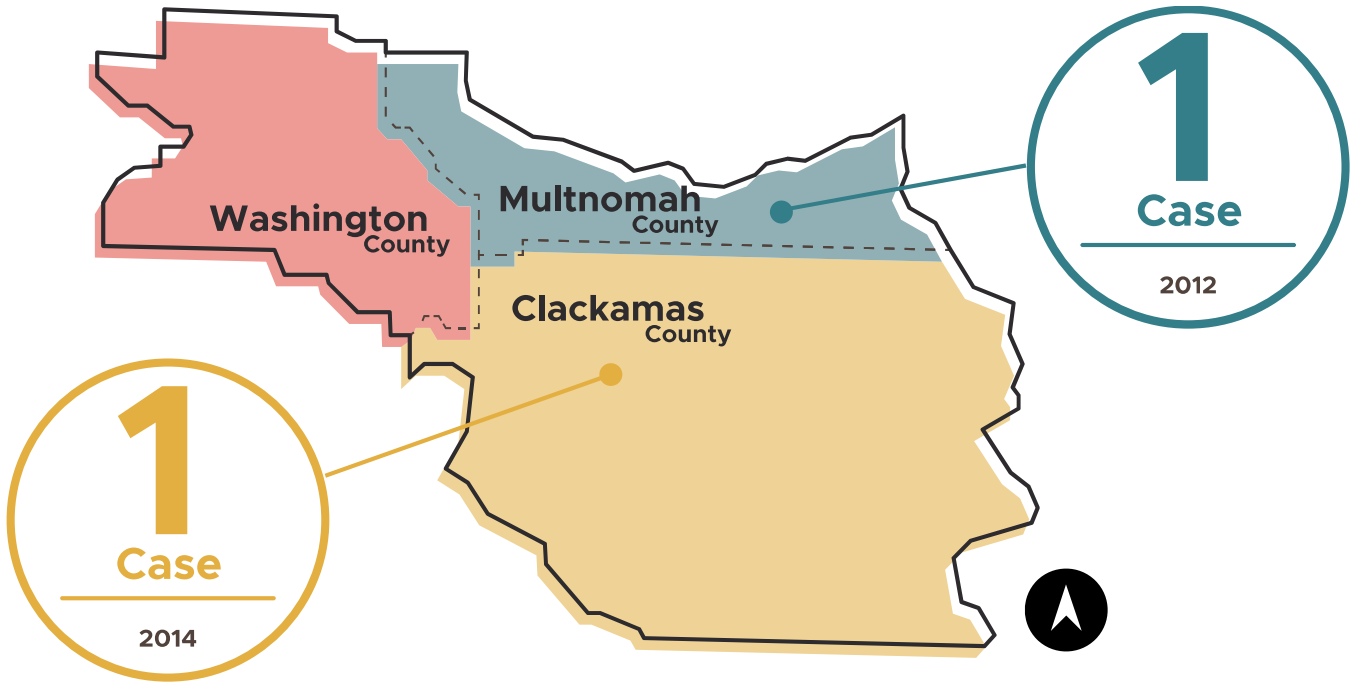 1
Case
2012
Multnomah
County
Washington
County
Clackamas
County
1
Case
2014